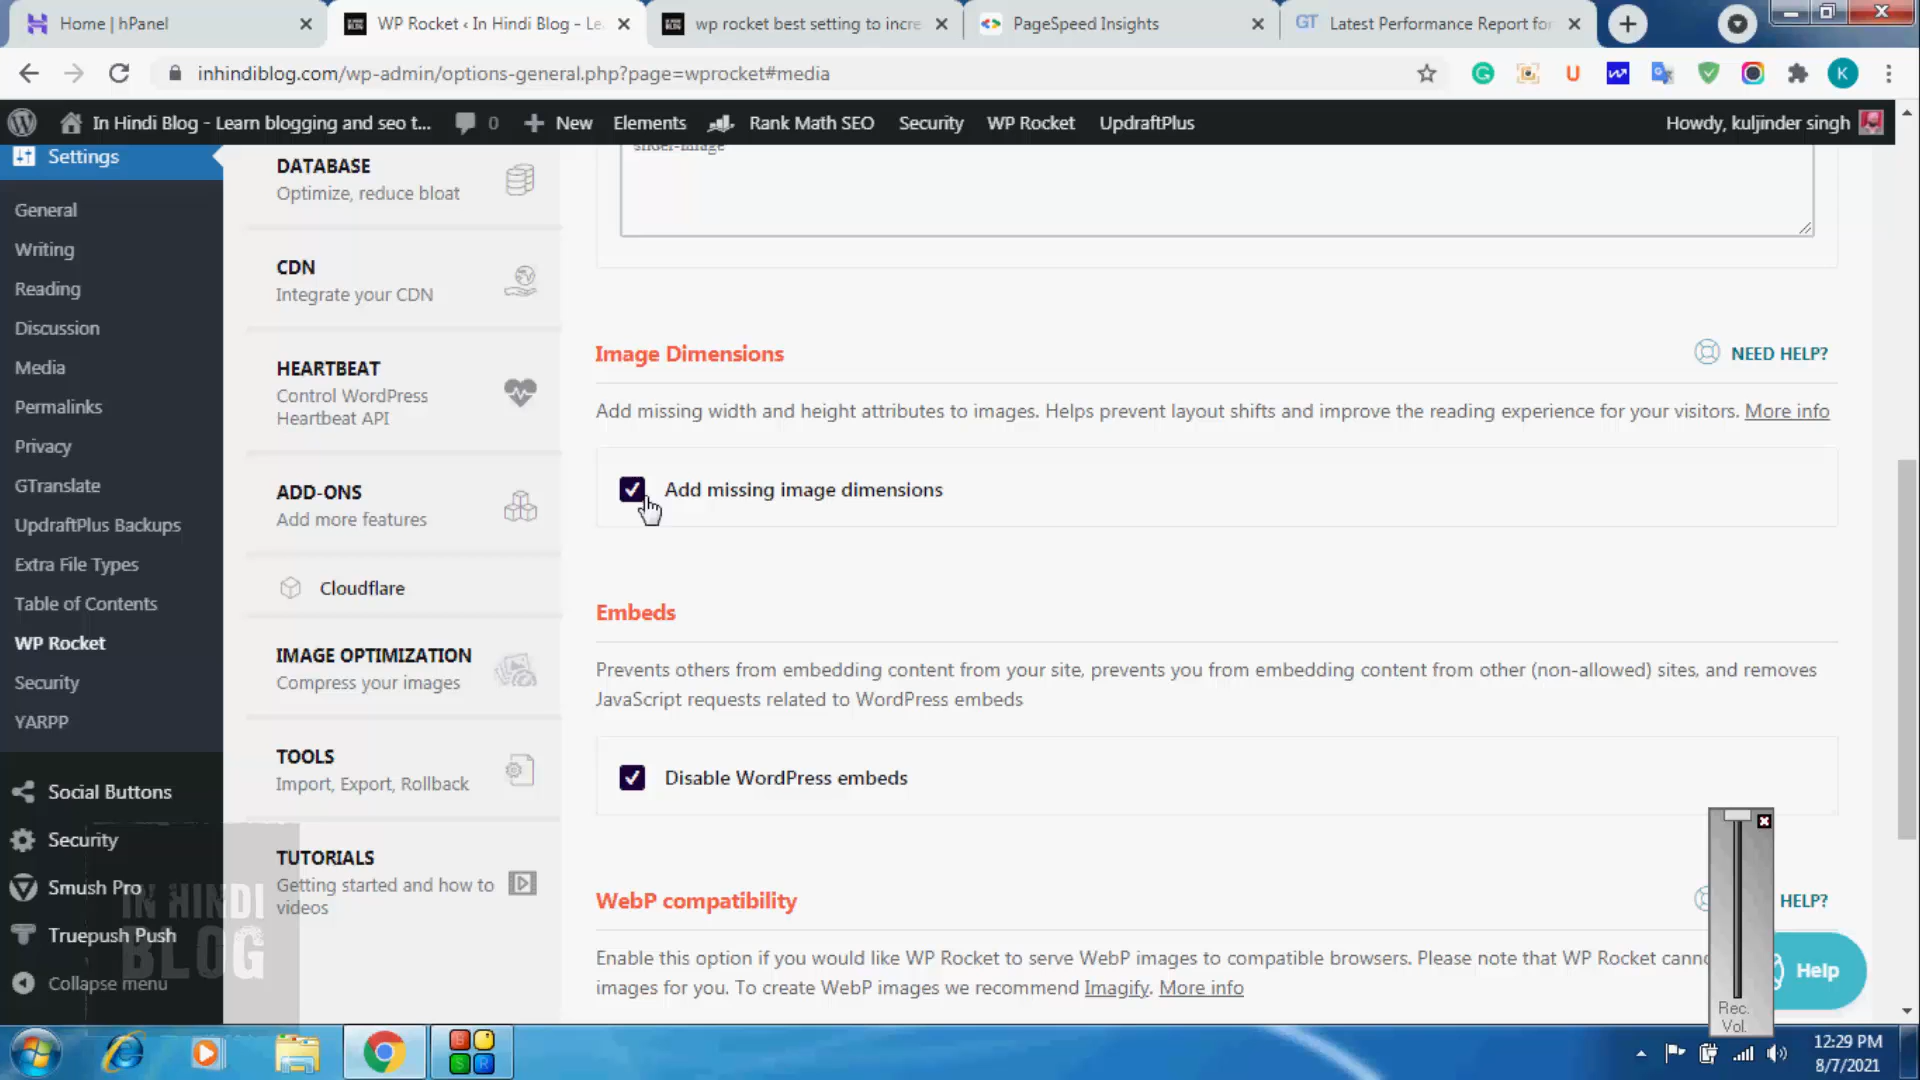 Home | hPanel
WP Rocket ‹ In Hindi Blog - Le
wp rocket best setting to incre
PageSpeed Insights
GT
Latest Performance Report for
inhindiblog.com/wp-admin/options-general.php?page=wprocket#media
K
In Hindi Blog - Learn blogging and seo t...
0
New
Elements
Rank Math SEO
Security
WP Rocket
UpdraftPlus
Howdy, kuljinder singh
Settings
General
Writing
Reading
Discussion
Media
Permalinks
Privacy
GTranslate
UpdraftPlus Backups
Extra File Types
Table of Contents
WP Rocket
Security
YARPP
Social Buttons
Security
Smush Pro
Truepush Push
Collapse menu
IN HINDI
BLOG
DATABASE
Optimize, reduce bloat
CDN
Integrate your CDN
HEARTBEAT
Control WordPress
Heartbeat API
ADD-ONS
Add more features
Cloudflare
IMAGE OPTIMIZATION
Compress your images
TOOLS
Import, Export, Rollback
TUTORIALS
Getting started and how to
videos
slider-image
Image Dimensions
NEED HELP?
Add missing width and height attributes to images. Helps prevent layout shifts and improve the reading experience for your visitors. More info
Add missing image dimensions
Embeds
Prevents others from embedding content from your site, prevents you from embedding content from other (non-allowed) sites, and removes
JavaScript requests related to WordPress embeds
Disable WordPress embeds
WebP compatibility
HELP?
Enable this option if you would like WP Rocket to serve WebP images to compatible browsers. Please note that WP Rocket canno
images for you. To create WebP images we recommend Imagify. More info
Help
Rec.
Vol.
12:29 PM
8/7/2021